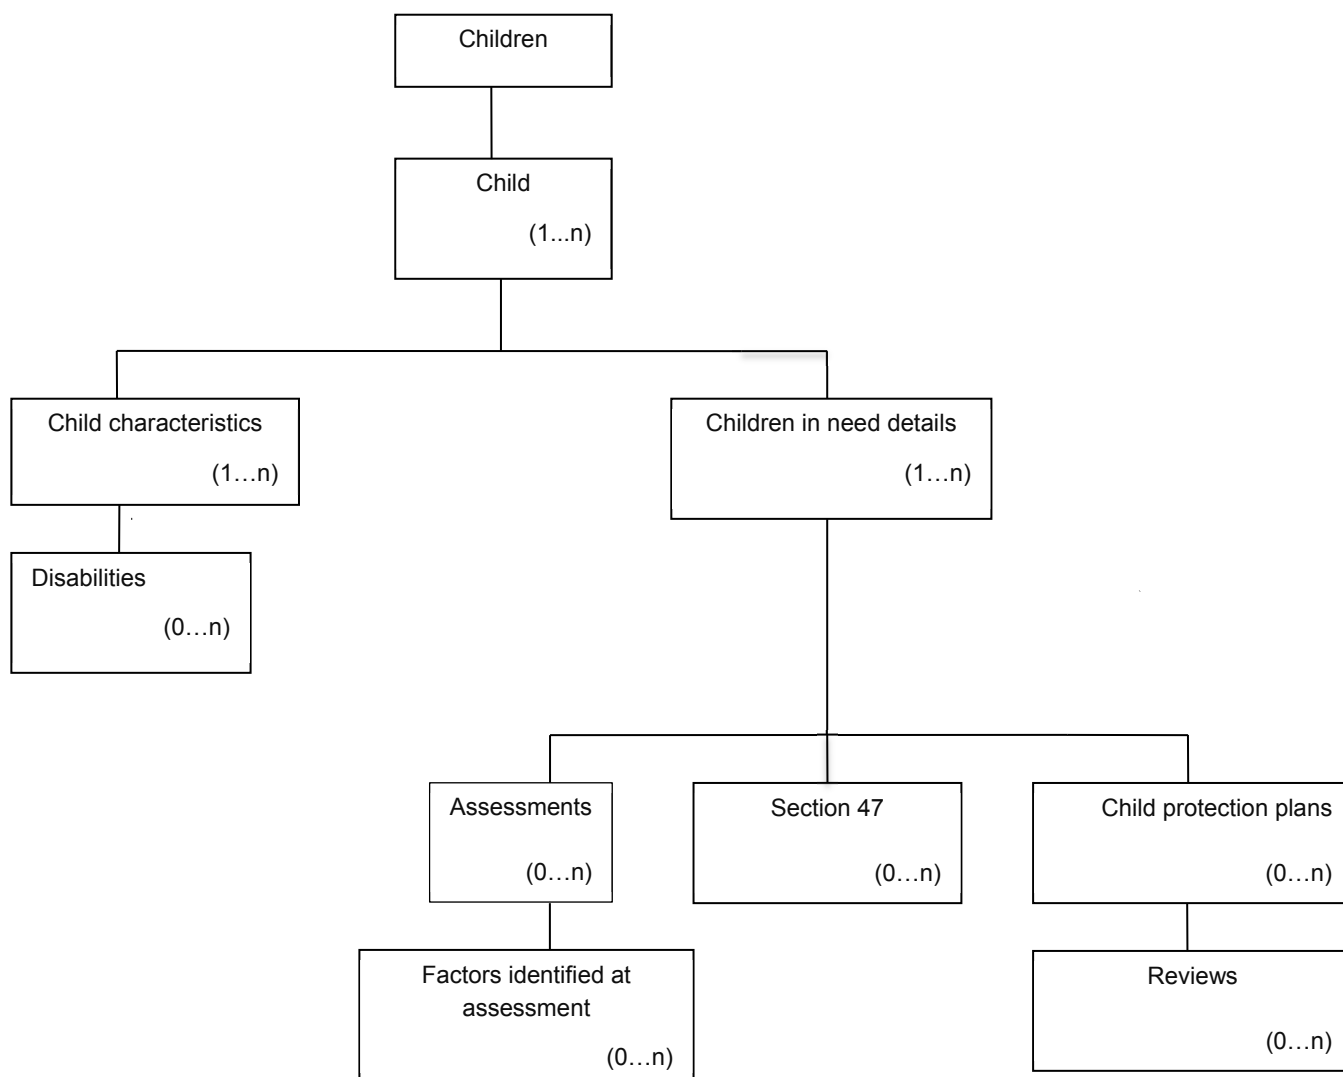 Children
Child
(1...n)
Child characteristics
(1…n)
Children in need details
(1…n)
Disabilities
(0…n)
Assessments
(0…n)
Section 47
(0…n)
Child protection plans
(0…n)
Factors identified at
assessment
(0…n)
Reviews
(0…n)